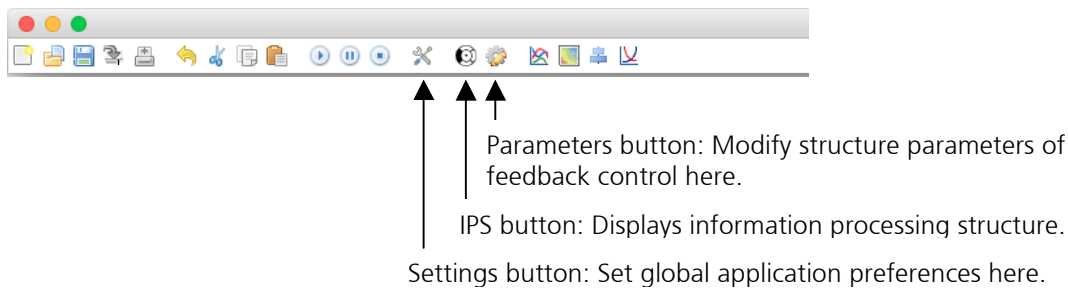 Parameters button: Modify structure parameters of
feedback control here.
IPS button: Displays information processing structure.
Settings button: Set global application preferences here.